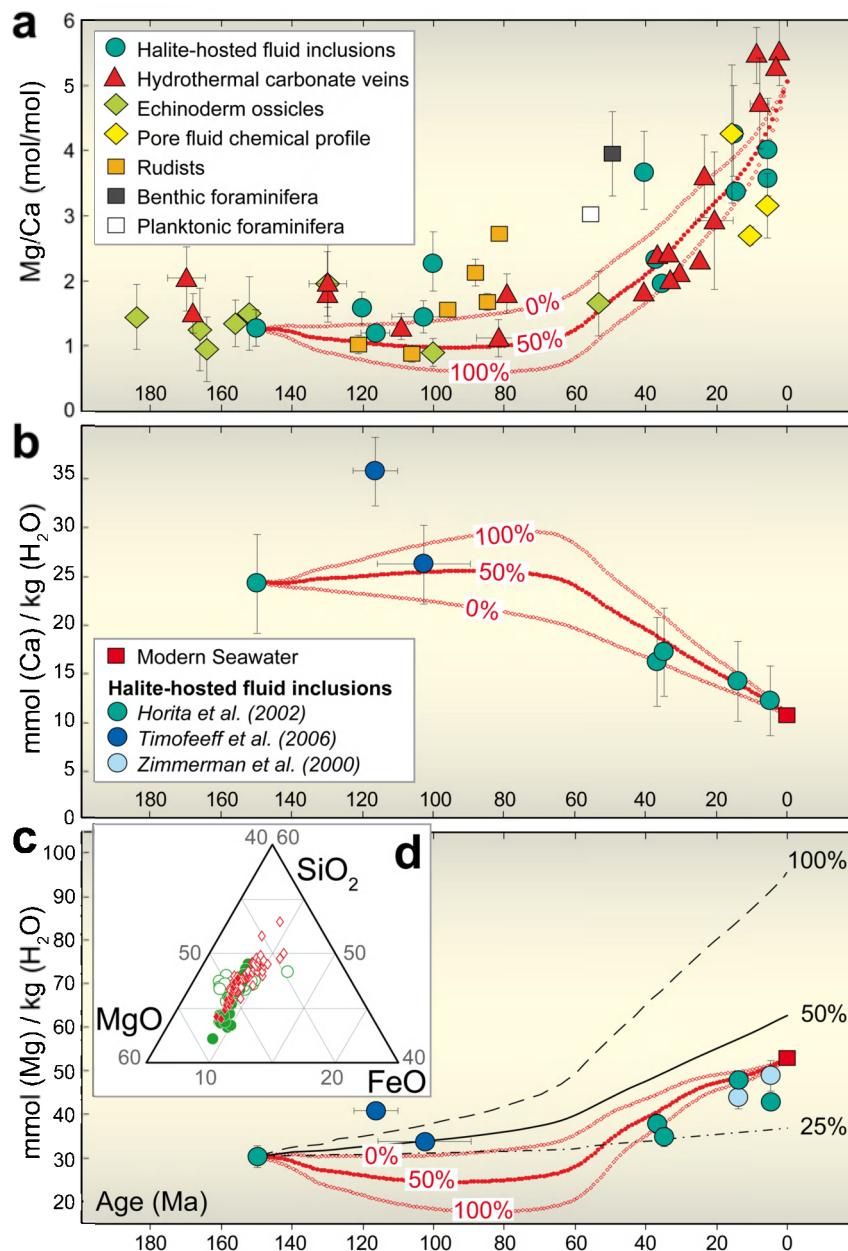 a
Mg/Ca (mol/mol)
6
5
4
3
2
1
0
Halite-hosted fluid inclusions
Hydrothermal carbonate veins
Echinoderm ossicles
Pore fluid chemical profile
Rudists
Benthic foraminifera
Planktonic foraminifera
0%
50%
100%
180 160 140 120 100 80 60 40 20 0
b
mmol (Ca) / kg (H₂O)
35
30
25
20
15
10
5
0
100%
50%
0%
Modern Seawater
Halite-hosted fluid inclusions
Horita et al. (2002)
Timofeeff et al. (2006)
Zimmerman et al. (2000)
180 160 140 120 100 80 60 40 20 0
c
mmol (Mg) / kg (H₂O)
100
90
80
70
60
50
40
30
20
40 60
d
SiO₂
50 50
MgO
60 40
10 20
FeO
100%
50%
25%
0%
50%
100%
Age (Ma)
180 160 140 120 100 80 60 40 20 0